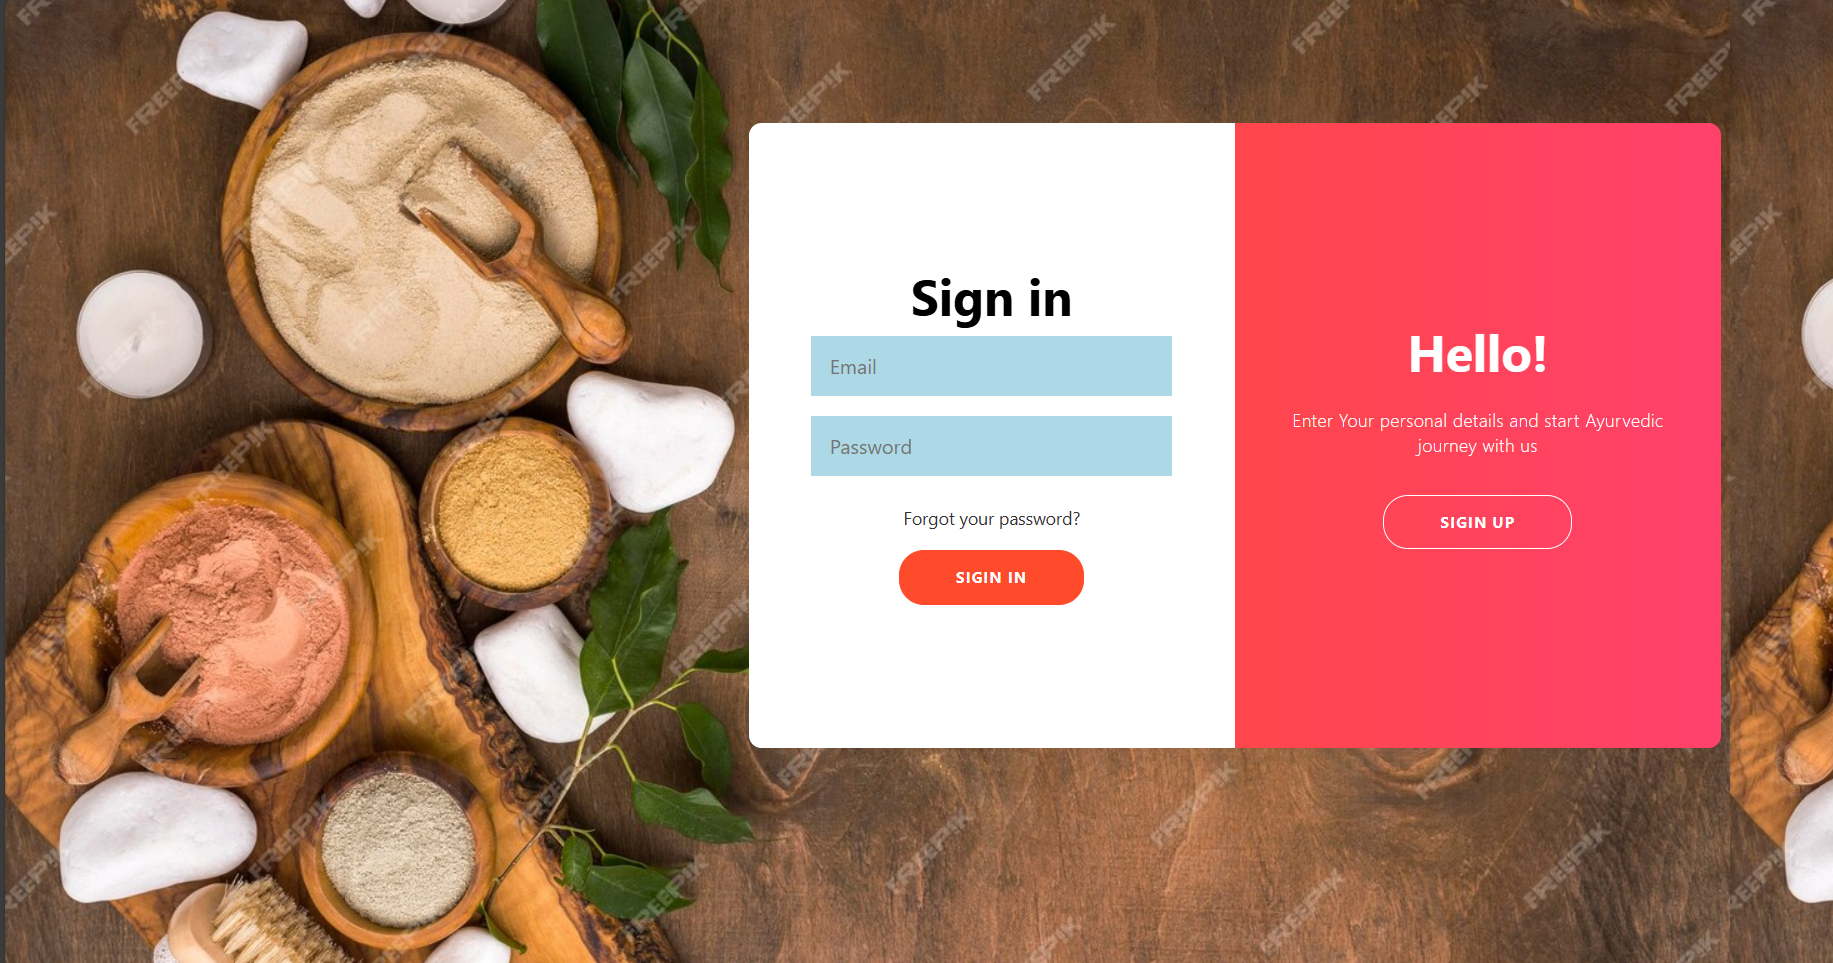 Sign in
Email
Password
Forgot your password?
SIGIN IN
Hello!
Enter Your personal details and start Ayurvedic
journey with us
SIGIN UP
FREEPIK